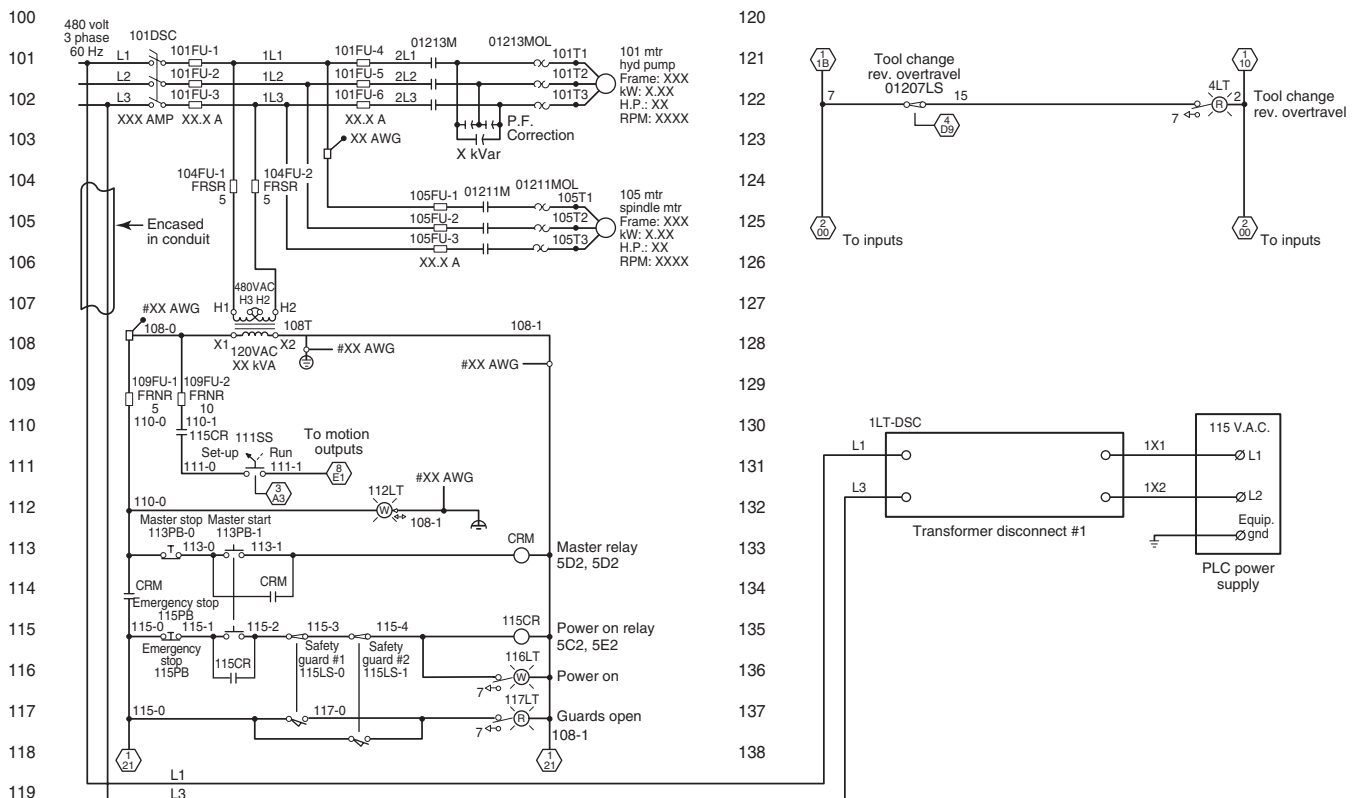 100
480 volt
3 phase
60 Hz
101DSC
101FU-1
1L1
101FU-4
2L1
01213M
01213MOL
101T1
101 mtr
hyd pump
Frame: XXX
kW: X.XX
H.P.: XX
RPM: XXXX
101
L1
L2
101FU-2
1L2
101FU-5
2L2
101T2
102
L3
101FU-3
1L3
101FU-6
2L3
101T3
XXX AMP
XX.X A
XX.X A
P.F.
Correction
XX AWG
X kVar
103
104
104FU-1
FRSR
5
104FU-2
FRSR
5
105FU-1
01211M
01211MOL
105T1
105 mtr
spindle mtr
Frame: XXX
kW: X.XX
H.P.: XX
RPM: XXXX
105
Encased
in conduit
105FU-2
105T2
105FU-3
105T3
XX.X A
106
480VAC
H1
H3 H2
H2
107
#XX AWG
108-0
108T
108-1
108
X1
X2
120VAC
XX kVA
#XX AWG
#XX AWG
109
109FU-1
FRNR
5
109FU-2
FRNR
10
110
110-0
110-1
115CR
111SS
Set-up
Run
To motion
outputs
111
111-0
111-1
8
E1
3
A3
#XX AWG
112
110-0
112LT
W
108-1
Master stop
113PB-0
Master start
113PB-1
113
113-0
113-1
CRM
Master relay
5D2, 5D2
114
CRM
CRM
Emergency stop
115PB
115
115-0
115-1
115-2
115-3
115-4
115CR
Power on relay
5C2, 5E2
Emergency
stop
115PB
115CR
Safety
guard #1
115LS-0
Safety
guard #2
115LS-1
116
116LT
W
7
Power on
117
115-0
117-0
117LT
R
7
Guards open
108-1
118
1
21
1
21
L1
119
L3
120
121
1
1B
1
10
Tool change
rev. overtravel
01207LS
122
7
15
4LT
R
2
7
Tool change
rev. overtravel
4
D9
123
124
125
2
00
To inputs
2
00
To inputs
126
127
128
129
130
1LT-DSC
115 V.A.C.
131
L1
1X1
L1
132
L3
1X2
L2
Transformer disconnect #1
133
Equip.
gnd
134
PLC power
supply
135
136
137
138